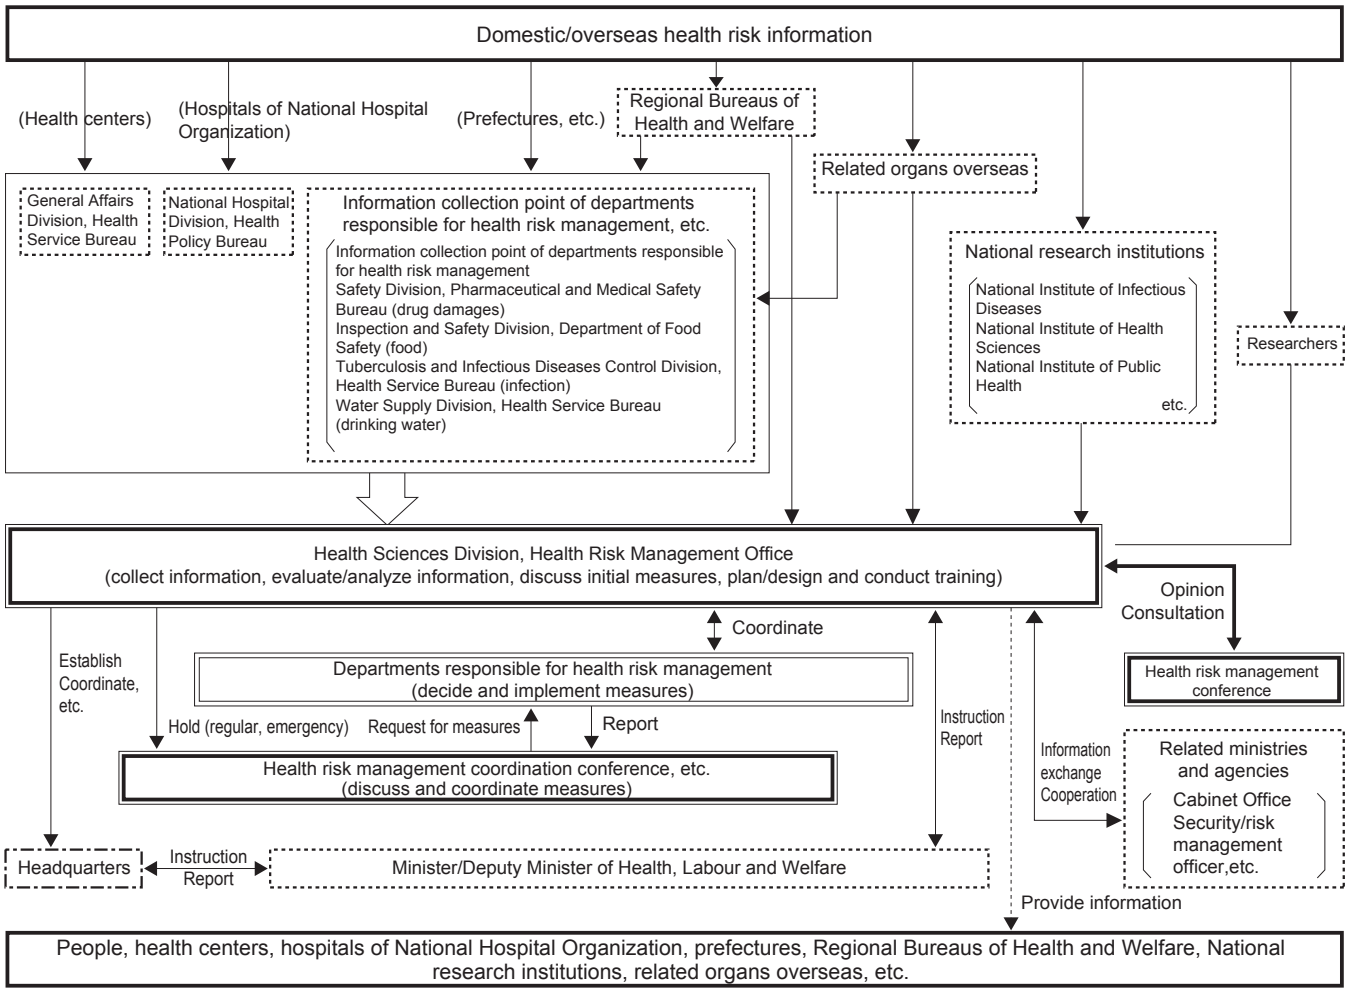 Domestic/overseas health risk information
(Health centers)
(Hospitals of National Hospital
Organization)
(Prefectures, etc.)
Regional Bureaus of
Health and Welfare
Related organs overseas
General Affairs
Division, Health
Service Bureau
National Hospital
Division, Health
Policy Bureau
Information collection point of departments
responsible for health risk management, etc.
Information collection point of departments responsible
for health risk management
Safety Division, Pharmaceutical and Medical Safety
Bureau (drug damages)
Inspection and Safety Division, Department of Food
Safety (food)
Tuberculosis and Infectious Diseases Control Division,
Health Service Bureau (infection)
Water Supply Division, Health Service Bureau
(drinking water)
National research institutions
National Institute of Infectious
Diseases
National Institute of Health
Sciences
National Institute of Public
Health
etc.
Researchers
Health Sciences Division, Health Risk Management Office
(collect information, evaluate/analyze information, discuss initial measures, plan/design and conduct training)
Opinion
Consultation
Coordinate
Establish
Coordinate,
etc.
Departments responsible for health risk management
(decide and implement measures)
Health risk management
conference
Hold (regular, emergency)
Request for measures
Report
Instruction
Report
Information
exchange
Cooperation
Related ministries
and agencies
Cabinet Office
Security/risk
management
officer,etc.
Health risk management coordination conference, etc.
(discuss and coordinate measures)
Headquarters
Instruction
Report
Minister/Deputy Minister of Health, Labour and Welfare
Provide information
People, health centers, hospitals of National Hospital Organization, prefectures, Regional Bureaus of Health and Welfare, National
research institutions, related organs overseas, etc.